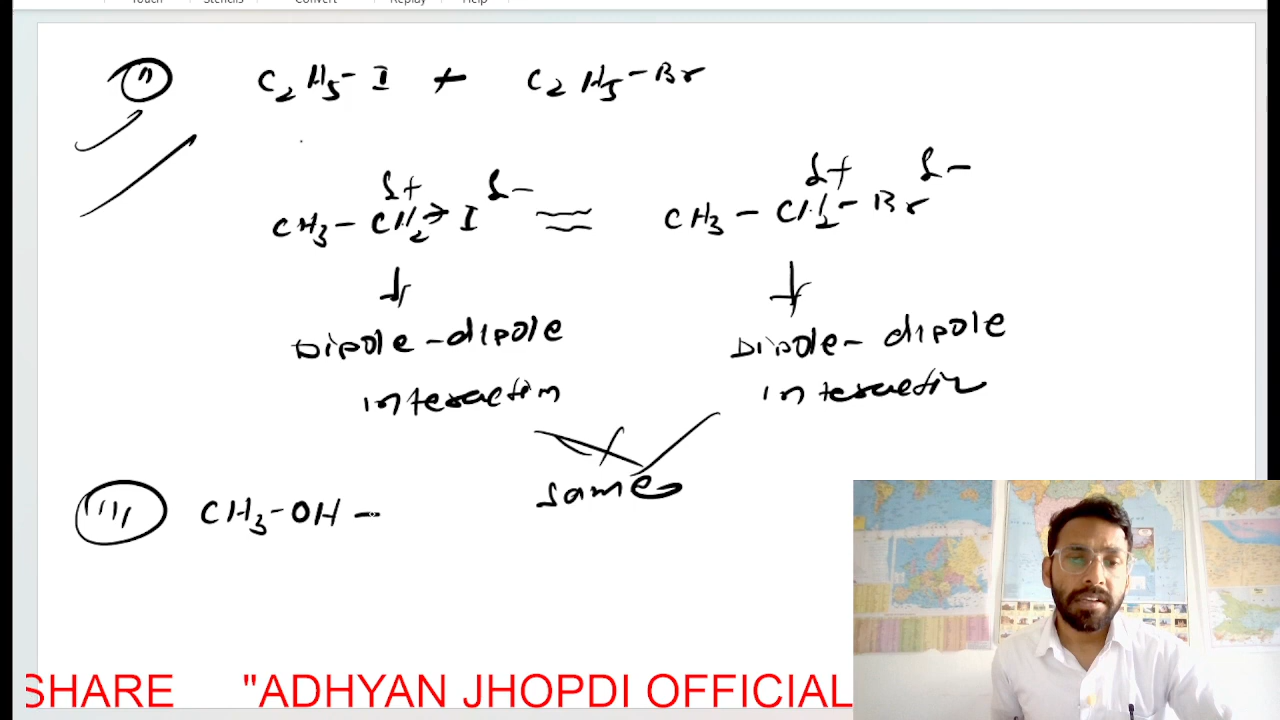 Touch Stencils Convert Replay Help
(ii) C2H5-I + C2H5-Br
δ+ δ- δ+ δ-
CH3-CH2→I ≈ CH3-CH2-Br
Dipole-dipole Dipole-dipole
interaction interaction
same
(iii) CH3-OH -
SHARE "ADHYAN JHOPDI OFFICIAL